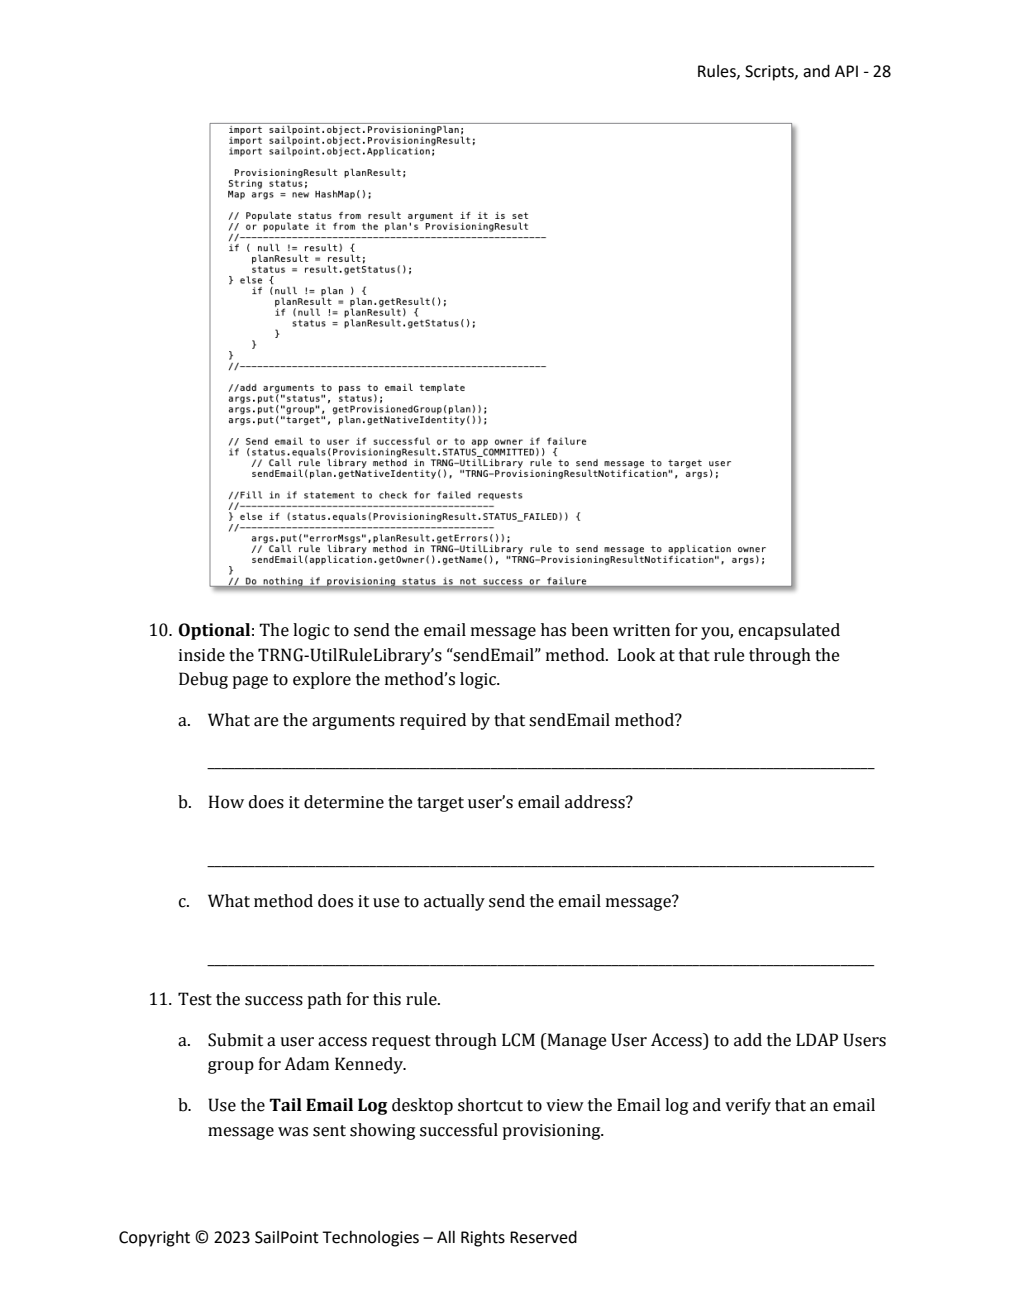 Rules, Scripts, and API - 28
import sailpoint.object.ProvisioningPlan;
import sailpoint.object.ProvisioningResult;
import sailpoint.object.Application;
ProvisioningResult planResult;
String status;
Map args = new HashMap();
// Populate status from result argument if it is set
// or populate it from the plan's ProvisioningResult
//-----------------------------------------------------
if ( null != result) {
planResult = result;
status = result.getStatus();
} else {
if (null != plan ) {
planResult = plan.getResult();
if (null != planResult) {
status = planResult.getStatus();
}
}
}
//-----------------------------------------------------
//add arguments to pass to email template
args.put("status", status);
args.put("group", getProvisionedGroup(plan));
args.put("target", plan.getNativeIdentity());
// Send email to user if successful or to app owner if failure
if (status.equals(ProvisioningResult.STATUS_COMMITTED)) {
// Call rule library method in TRNG-UtilLibrary rule to send message to target user
sendEmail(plan.getNativeIdentity(), "TRNG-ProvisioningResultNotification", args);
//Fill in if statement to check for failed requests
//--------------------------------------------
} else if (status.equals(ProvisioningResult.STATUS_FAILED)) {
//--------------------------------------------
args.put("errorMsgs",planResult.getErrors());
// Call rule library method in TRNG-UtilLibrary rule to send message to application owner
sendEmail(application.getOwner().getName(), "TRNG-ProvisioningResultNotification", args);
}
// Do nothing if provisioning status is not success or failure
10. Optional: The logic to send the email message has been written for you, encapsulated
inside the TRNG-UtilRuleLibrary’s “sendEmail” method. Look at that rule through the
Debug page to explore the method’s logic.
a. What are the arguments required by that sendEmail method?
b. How does it determine the target user’s email address?
c. What method does it use to actually send the email message?
11. Test the success path for this rule.
a. Submit a user access request through LCM (Manage User Access) to add the LDAP Users
group for Adam Kennedy.
b. Use the Tail Email Log desktop shortcut to view the Email log and verify that an email
message was sent showing successful provisioning.
Copyright © 2023 SailPoint Technologies – All Rights Reserved